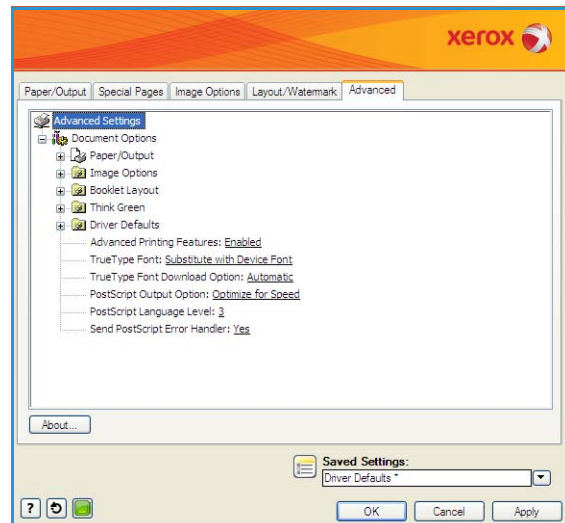 xerox
Paper/Output Special Pages Image Options Layout/Watermark Advanced
Advanced Settings
Document Options
Paper/Output
Image Options
Booklet Layout
Think Green
Driver Defaults
Advanced Printing Features: Enabled
TrueType Font: Substitute with Device Font
TrueType Font Download Option: Automatic
PostScript Output Option: Optimize for Speed
PostScript Language Level: 3
Send PostScript Error Handler: Yes
About...
Saved Settings:
Driver Defaults *
? OK Cancel Apply